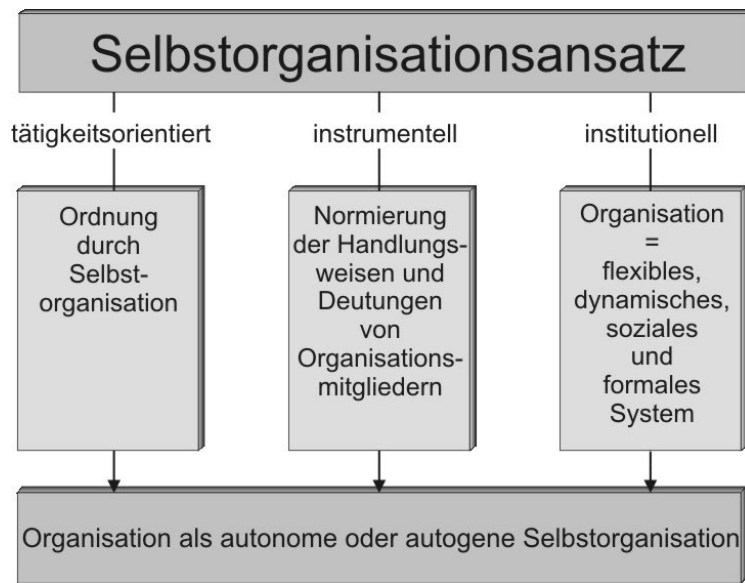 Selbstorganisationsansatz
tätigkeitsorientiert
instrumentell
institutionell
Ordnung
durch
Selbst-
organisation
Normierung
der Handlungs-
weisen und
Deutungen
von
Organisations-
mitgliedern
Organisation
=
flexibles,
dynamisches,
soziales
und
formales
System
Organisation als autonome oder autogene Selbstorganisation